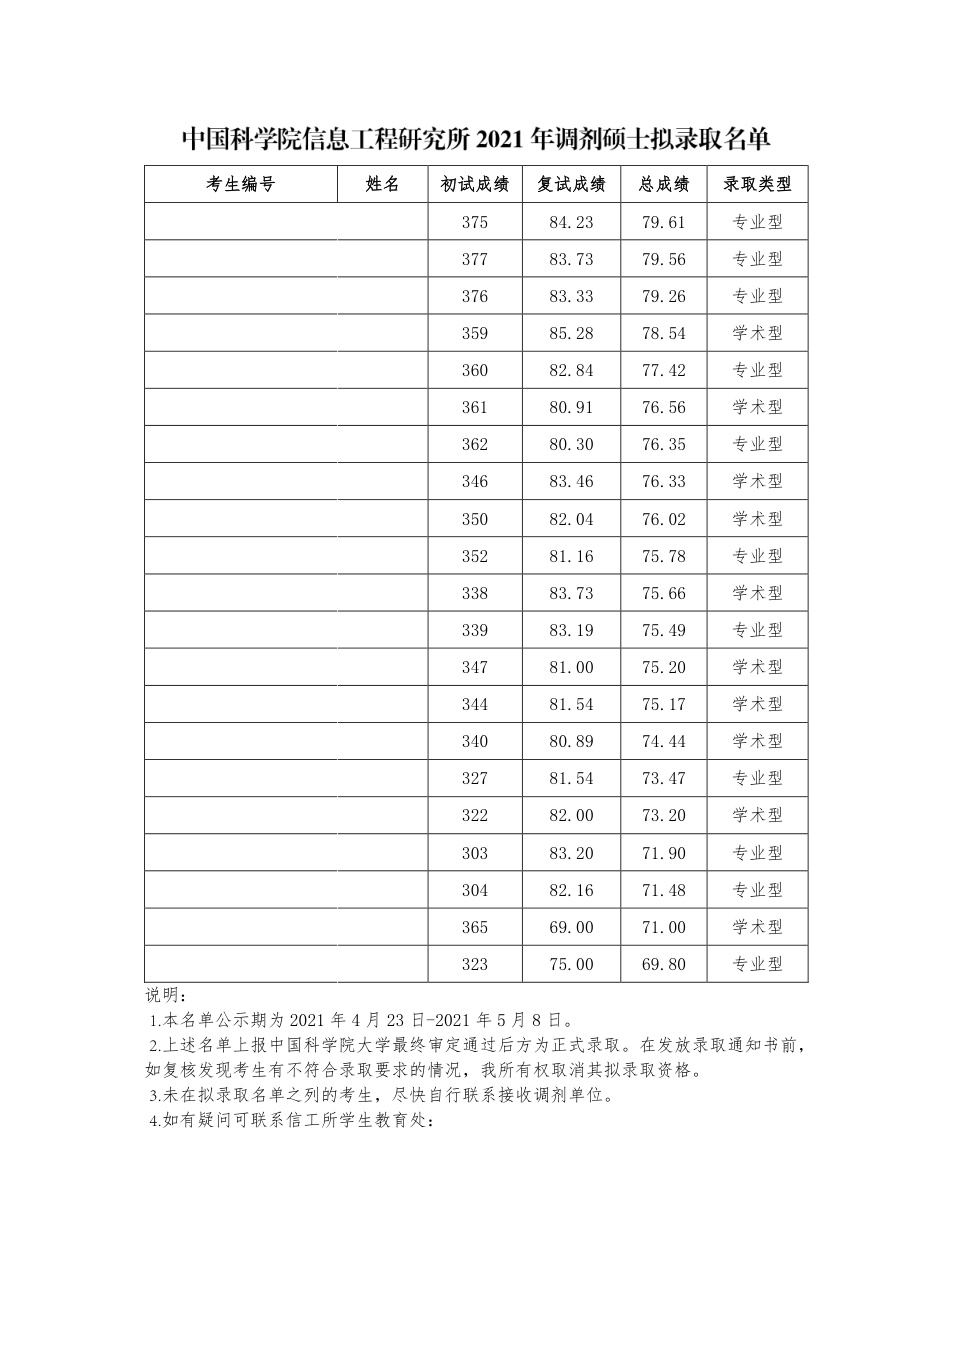 中国科学院信息工程研究所 2021 年调剂硕士拟录取名单
考生编号 姓名 初试成绩 复试成绩 总成绩 录取类型
375 84.23 79.61 专业型
377 83.73 79.56 专业型
376 83.33 79.26 专业型
359 85.28 78.54 学术型
360 82.84 77.42 专业型
361 80.91 76.56 学术型
362 80.30 76.35 专业型
346 83.46 76.33 学术型
350 82.04 76.02 学术型
352 81.16 75.78 专业型
338 83.73 75.66 学术型
339 83.19 75.49 专业型
347 81.00 75.20 学术型
344 81.54 75.17 学术型
340 80.89 74.44 学术型
327 81.54 73.47 专业型
322 82.00 73.20 学术型
303 83.20 71.90 专业型
304 82.16 71.48 专业型
365 69.00 71.00 学术型
323 75.00 69.80 专业型
说明：
1.本名单公示期为 2021 年 4 月 23 日-2021 年 5 月 8 日。
2.上述名单上报中国科学院大学最终审定通过后方为正式录取。在发放录取通知书前，
如复核发现考生有不符合录取要求的情况，我所有权取消其拟录取资格。
3.未在拟录取名单之列的考生，尽快自行联系接收调剂单位。
4.如有疑问可联系信工所学生教育处：